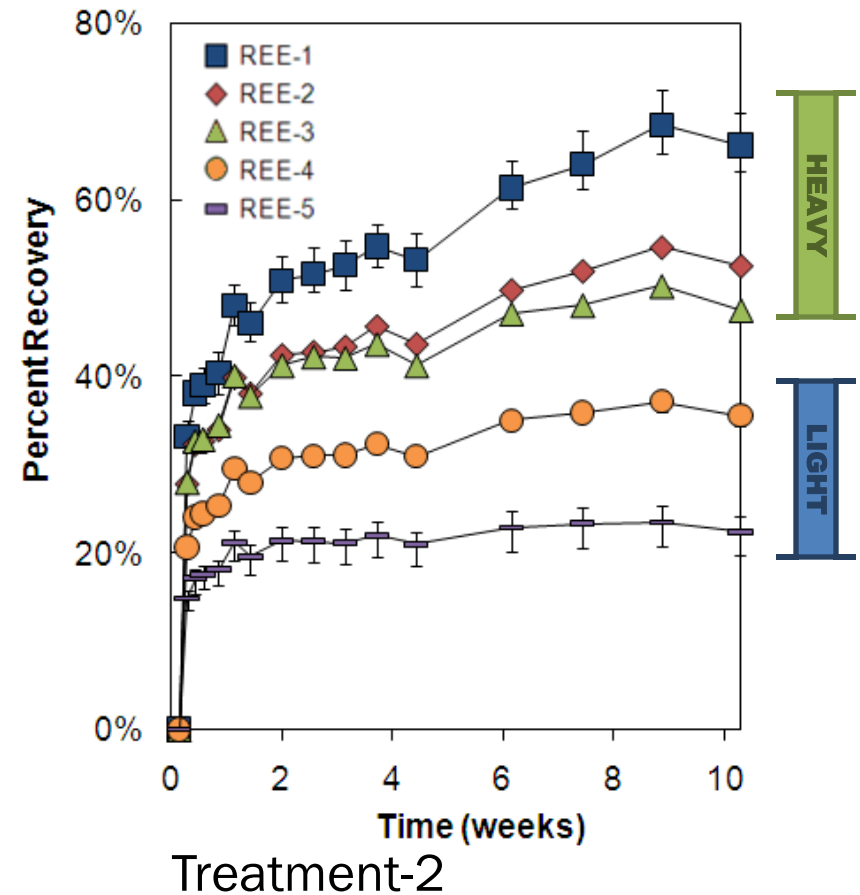 80%
60%
40%
20%
0%
Percent Recovery
REE-1
REE-2
REE-3
REE-4
REE-5
HEAVY
LIGHT
0 2 4 6 8 10
Time (weeks)
Treatment-2